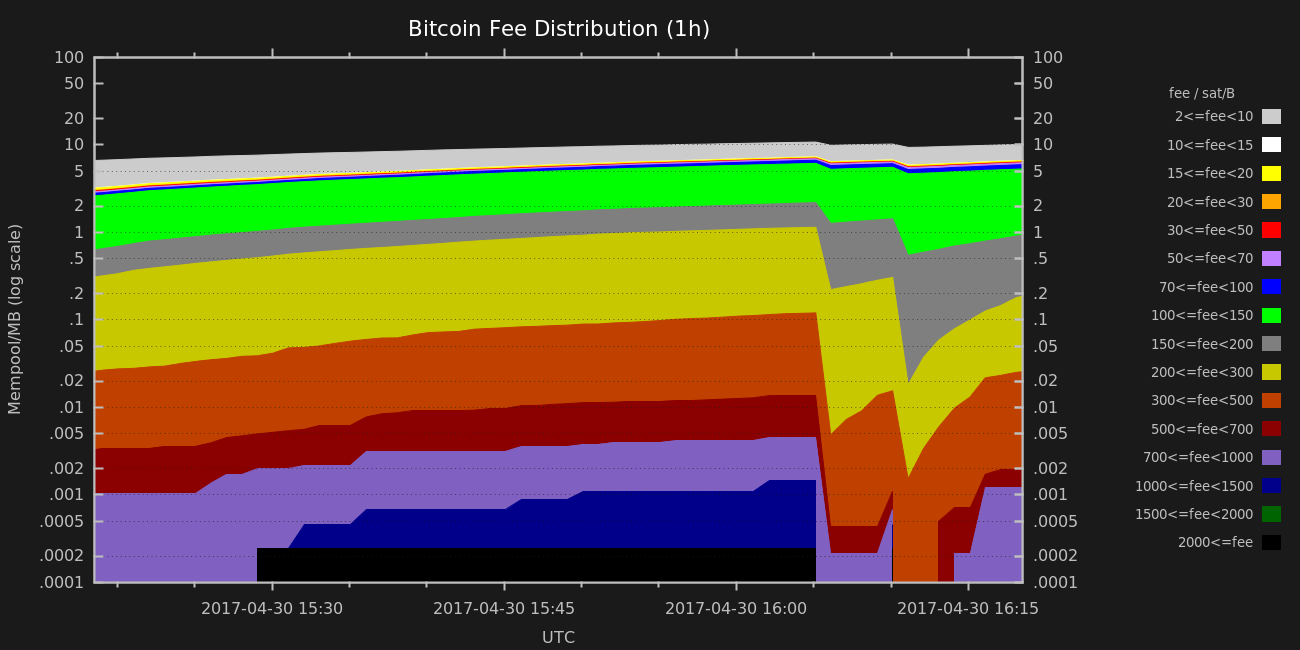 Bitcoin Fee Distribution (1h)
100
50
20
10
5
2
1
.5
.2
.1
.05
.02
.01
.005
.002
.001
.0005
.0002
.0001
Mempool/MB (log scale)
100
50
20
10
5
2
1
.5
.2
.1
.05
.02
.01
.005
.002
.001
.0005
.0002
.0001
2017-04-30 15:30
2017-04-30 15:45
2017-04-30 16:00
2017-04-30 16:15
UTC
fee / sat/B
2<=fee<10
10<=fee<15
15<=fee<20
20<=fee<30
30<=fee<50
50<=fee<70
70<=fee<100
100<=fee<150
150<=fee<200
200<=fee<300
300<=fee<500
500<=fee<700
700<=fee<1000
1000<=fee<1500
1500<=fee<2000
2000<=fee